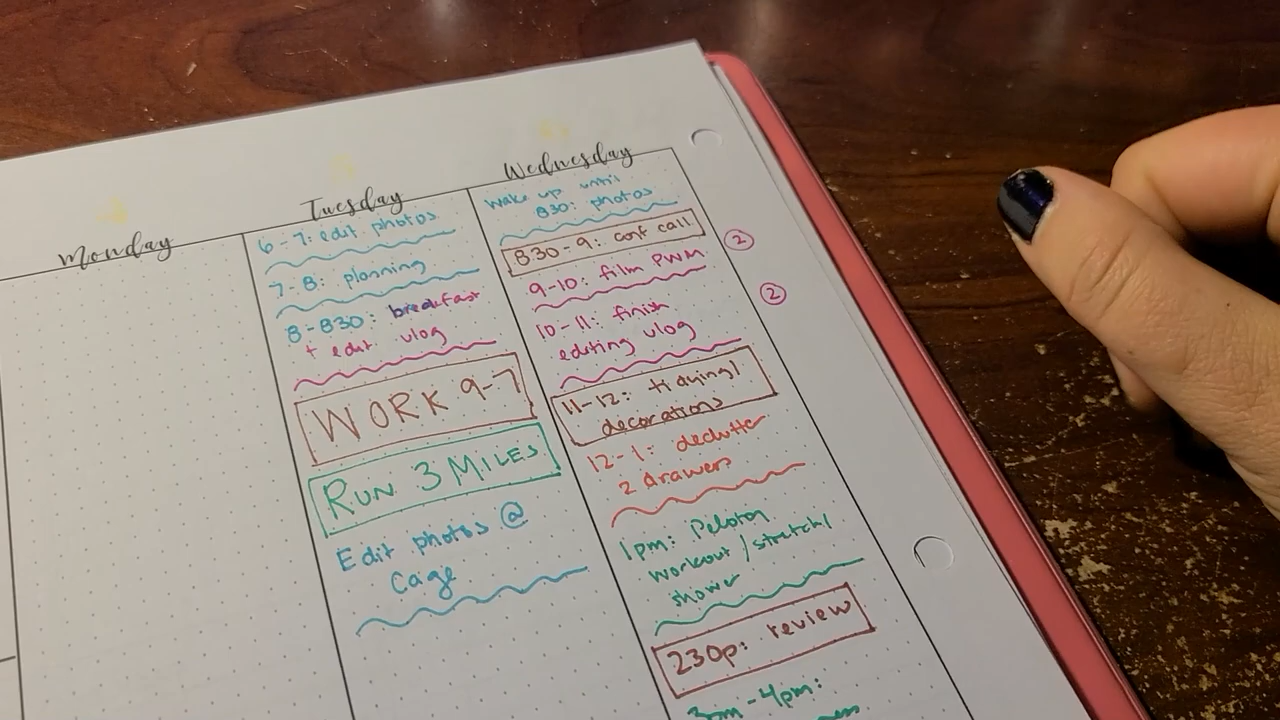 Monday
Tuesday
6-7: edit photos
7-8: planning
8-830: breakfast
+ edit vlog
WORK 9-7
RUN 3 MILES
Edit photos @
Cage
Wednesday
wake up until
830: photos
830-9: conf call
9-10: film PWM
2
10-11: finish
editing vlog
2
11-12: tidying/
decorations
12-1: declutter
2 drawers
1pm: Peloton
workout/stretch/
shower
230p: review
3pm-4pm: